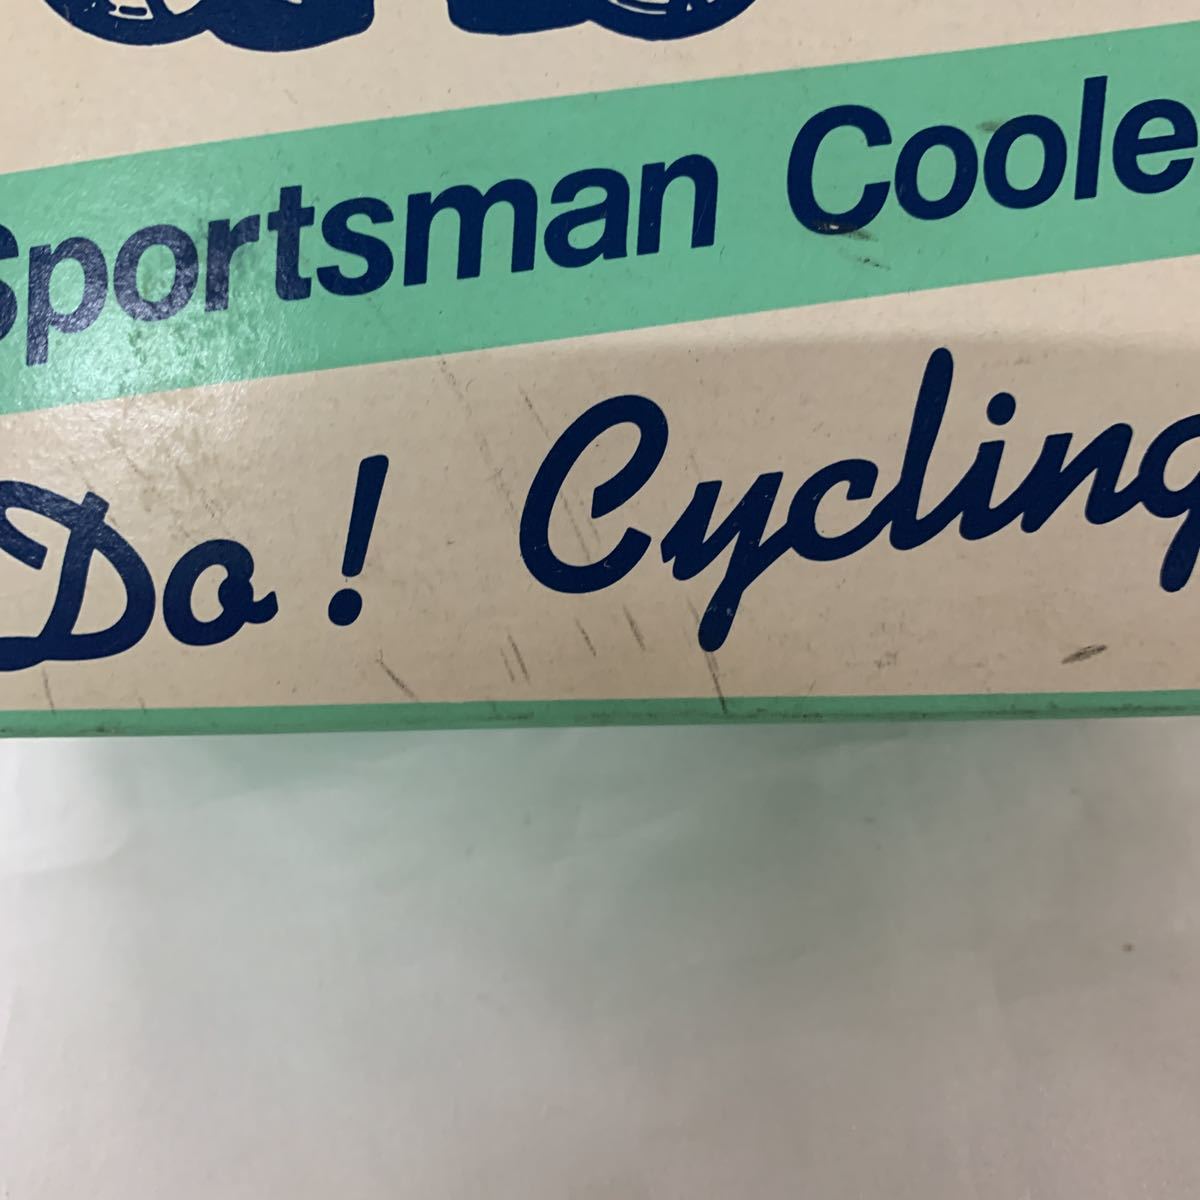 Sportsman Coole
Do! Cycling